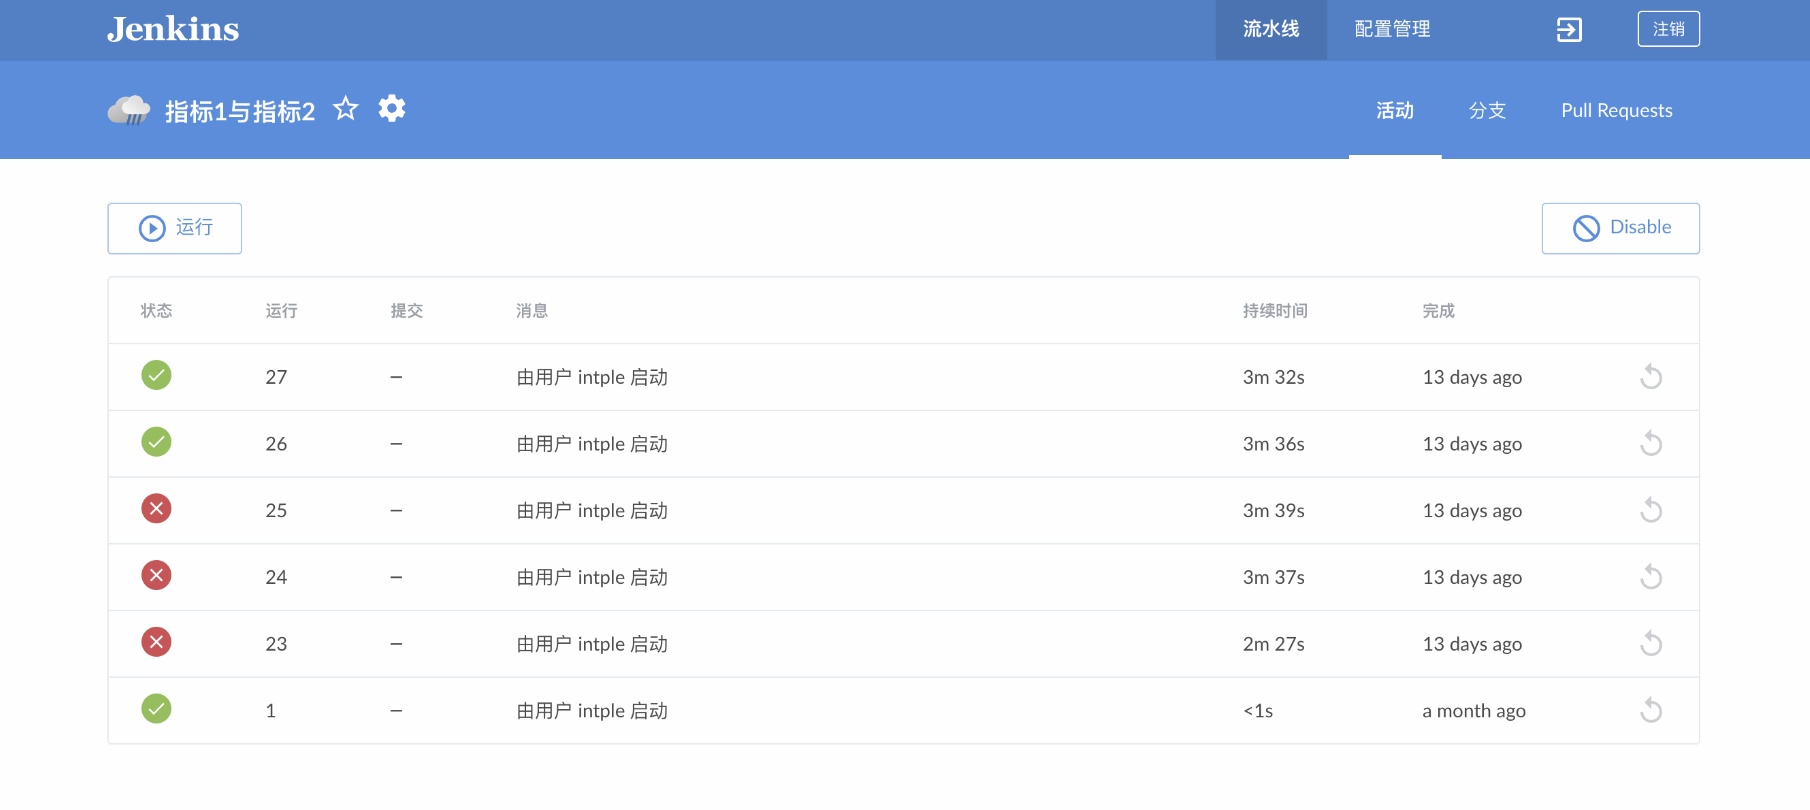 Jenkins 流水线 配置管理 注销
指标1与指标2 活动 分支 Pull Requests
运行 Disable
状态 运行 提交 消息 持续时间 完成
27 – 由用户 intple 启动 3m 32s 13 days ago
26 – 由用户 intple 启动 3m 36s 13 days ago
25 – 由用户 intple 启动 3m 39s 13 days ago
24 – 由用户 intple 启动 3m 37s 13 days ago
23 – 由用户 intple 启动 2m 27s 13 days ago
1 – 由用户 intple 启动 <1s a month ago